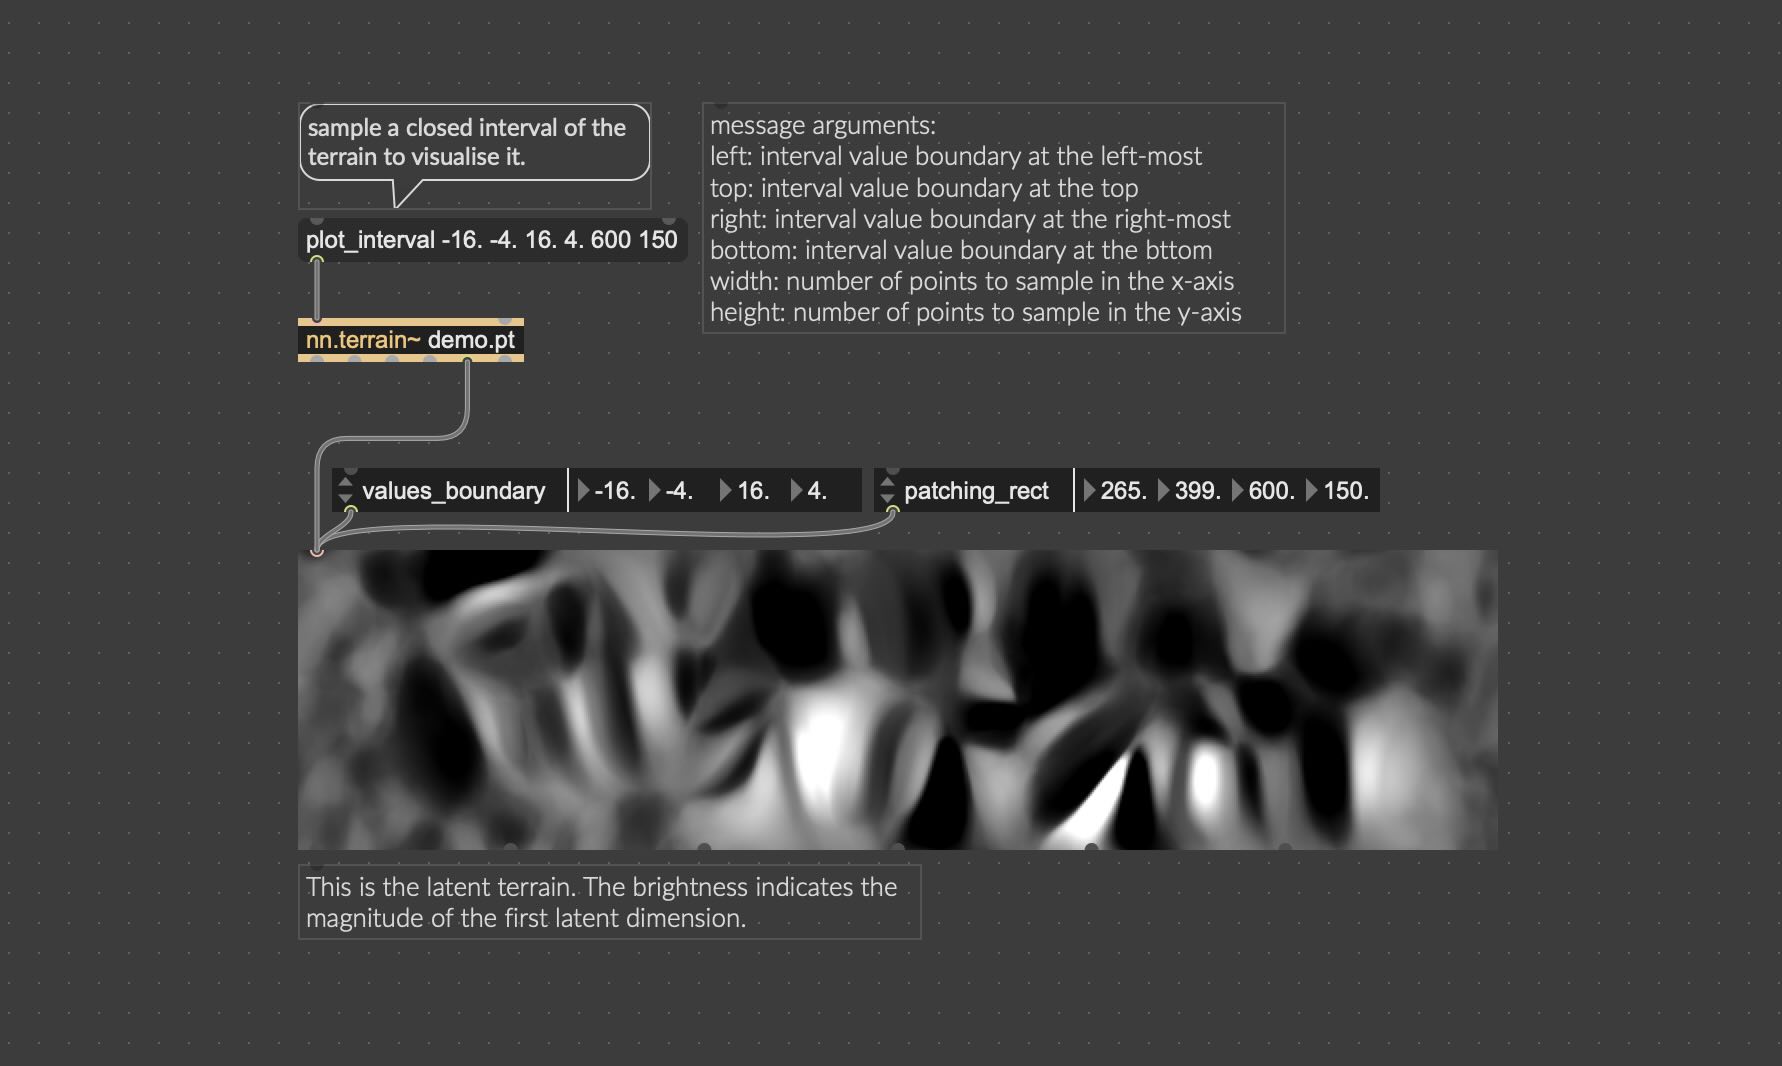 sample a closed interval of the
terrain to visualise it.
message arguments:
left: interval value boundary at the left-most
top: interval value boundary at the top
right: interval value boundary at the right-most
bottom: interval value boundary at the bttom
width: number of points to sample in the x-axis
height: number of points to sample in the y-axis
plot_interval -16. -4. 16. 4. 600 150
nn.terrain~ demo.pt
values_boundary -16. -4. 16. 4.
patching_rect 265. 399. 600. 150.
This is the latent terrain. The brightness indicates the
magnitude of the first latent dimension.